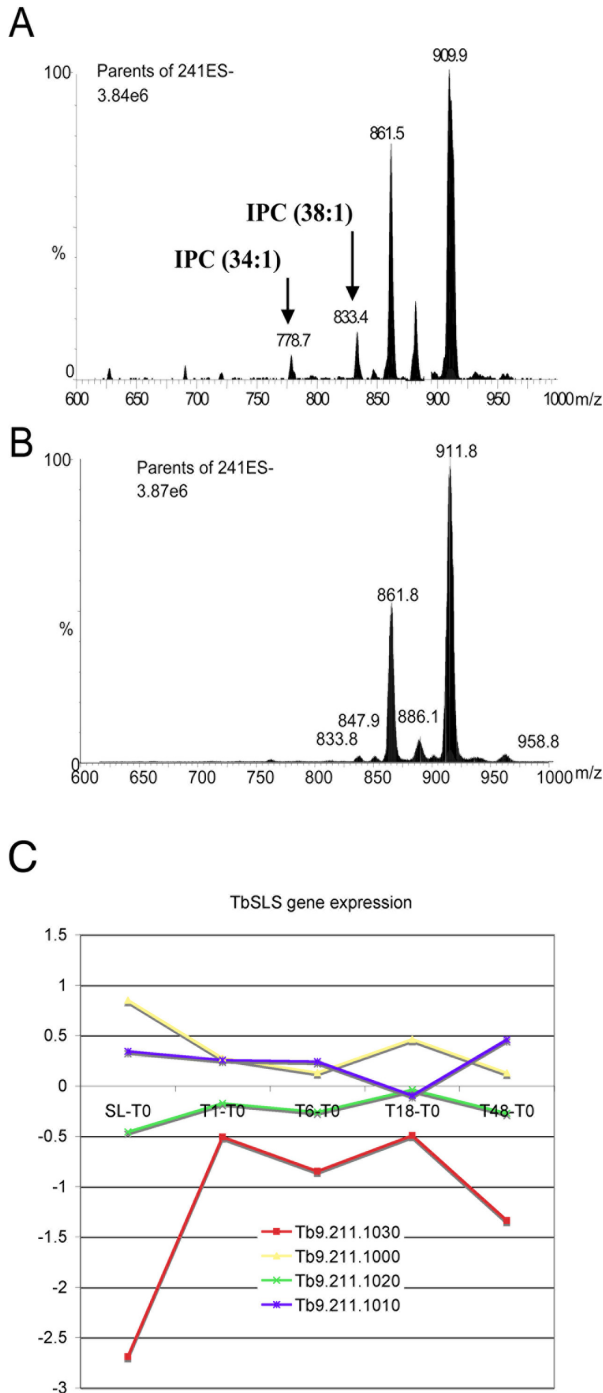 A
Parents of 241ES-
3.84e6
100
%
0
909.9
861.5
IPC (38:1)
IPC (34:1)
833.4
778.7
600 650 700 750 800 850 900 950 1000 m/z
B
Parents of 241ES-
3.87e6
100
%
0
911.8
861.8
847.9
886.1
833.8
958.8
600 650 700 750 800 850 900 950 1000 m/z
C
TbSLS gene expression
1.5
1
0.5
0
-0.5
-1
-1.5
-2
-2.5
-3
SL-T0 T1-T0 T6-T0 T18-T0 T48-T0
Tb9.211.1030
Tb9.211.1000
Tb9.211.1020
Tb9.211.1010